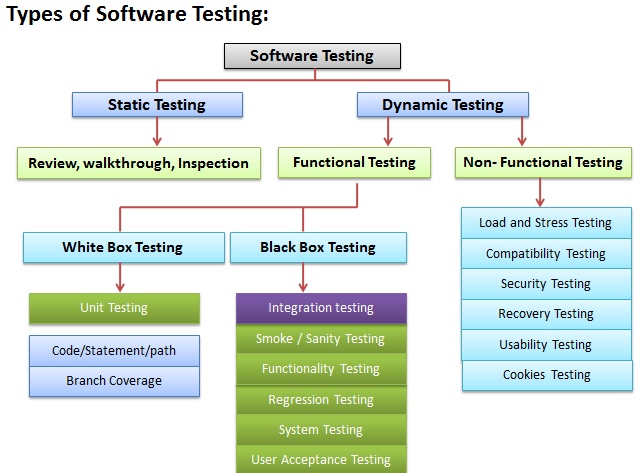 Types of Software Testing:
Software Testing
Static Testing
Dynamic Testing
Review, walkthrough, Inspection
Functional Testing
Non- Functional Testing
White Box Testing
Black Box Testing
Unit Testing
Code/Statement/path
Branch Coverage
Integration testing
Smoke / Sanity Testing
Functionality Testing
Regression Testing
System Testing
User Acceptance Testing
Load and Stress Testing
Compatibility Testing
Security Testing
Recovery Testing
Usability Testing
Cookies Testing